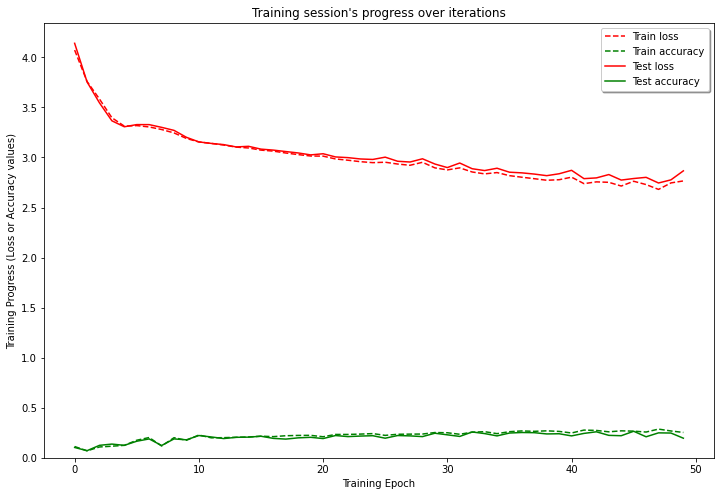 Training session's progress over iterations
Train loss
Train accuracy
Test loss
Test accuracy
Training Progress (Loss or Accuracy values)
4.0
3.5
3.0
2.5
2.0
1.5
1.0
0.5
0.0
0
10
20
30
40
50
Training Epoch